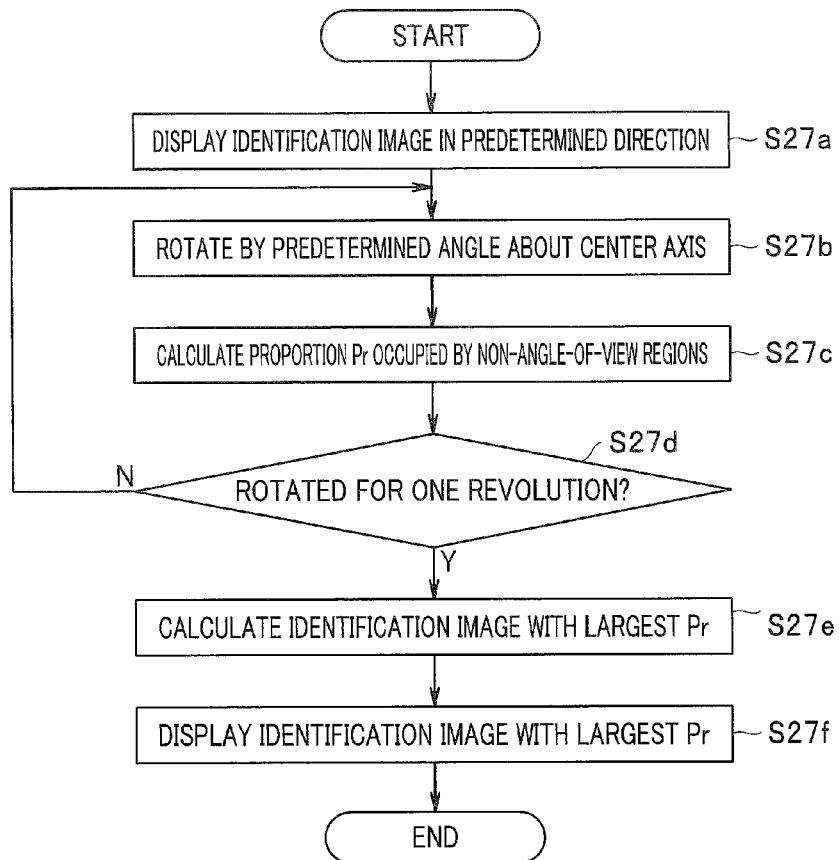 START
DISPLAY IDENTIFICATION IMAGE IN PREDETERMINED DIRECTION
S27a
ROTATE BY PREDETERMINED ANGLE ABOUT CENTER AXIS
S27b
CALCULATE PROPORTION Pr OCCUPIED BY NON-ANGLE-OF-VIEW REGIONS
S27c
S27d
N
ROTATED FOR ONE REVOLUTION?
Y
CALCULATE IDENTIFICATION IMAGE WITH LARGEST Pr
S27e
DISPLAY IDENTIFICATION IMAGE WITH LARGEST Pr
S27f
END